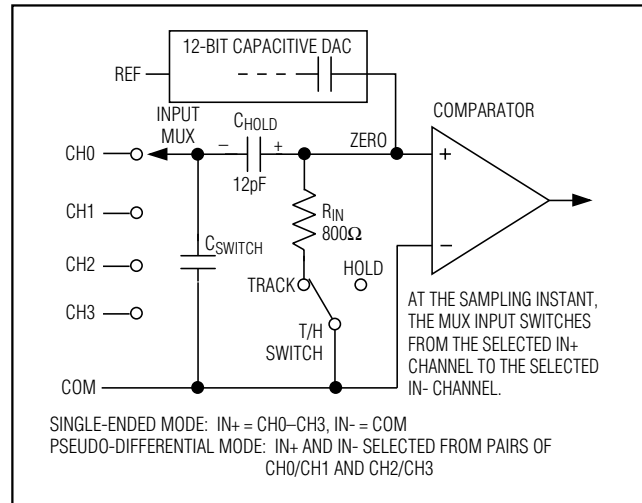 12-BIT CAPACITIVE DAC
REF
COMPARATOR
INPUT
MUX
C_HOLD
ZERO
– +
+
CH0
12pF
CH1
R_IN
800Ω
C_SWITCH
–
CH2
HOLD
TRACK
CH3
T/H
SWITCH
AT THE SAMPLING INSTANT,
THE MUX INPUT SWITCHES
FROM THE SELECTED IN+
CHANNEL TO THE SELECTED
IN- CHANNEL.
COM
SINGLE-ENDED MODE: IN+ = CH0–CH3, IN- = COM
PSEUDO-DIFFERENTIAL MODE: IN+ AND IN- SELECTED FROM PAIRS OF
CH0/CH1 AND CH2/CH3